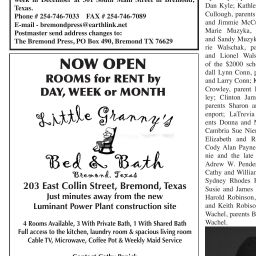 week in December at 301 South Main Street in Bremond,
Texas.
Phone # 254-746-7033 FAX # 254-746-7089
E-mail - bremondpress@earthlink.net
Postmaster send address changes to:
The Bremond Press, PO Box 490, Bremond TX 76629
NOW OPEN
ROOMS for RENT by
DAY, WEEK or MONTH
Little Granny's
Bed & Bath
Bremond, Texas
203 East Collin Street, Bremond, Texas
Just minutes away from the new
Luminant Power Plant construction site
4 Rooms Available, 3 With Private Bath, 1 With Shared Bath
Full access to the kitchen, laundry room & spacious living room
Cable TV, Microwave, Coffee Pot & Weekly Maid Service
Dan Kyle; Kathleen
Cullough, parents
and Jimmie McC
Marie Muzyka,
and Sandy Muzyk
rie Walschak, pa
and Lionel Wals
of the $2000 sch
dall Lynn Conn, p
and Larry Conn; K
Crowley, parent l
ley; Clinton Jam
parents Sharon ar
enport; LaTrevia
ents Donna and M
Cambria Sue Nie
Elizabeth and R
Cody Alan Payne
nie and the late
Adrew W. Pende
Cathy and Willian
Sydney Rhodes l
Susie and James
Harold Robinson,
and Keith Robiso
Wachel, parents B
Wachel.